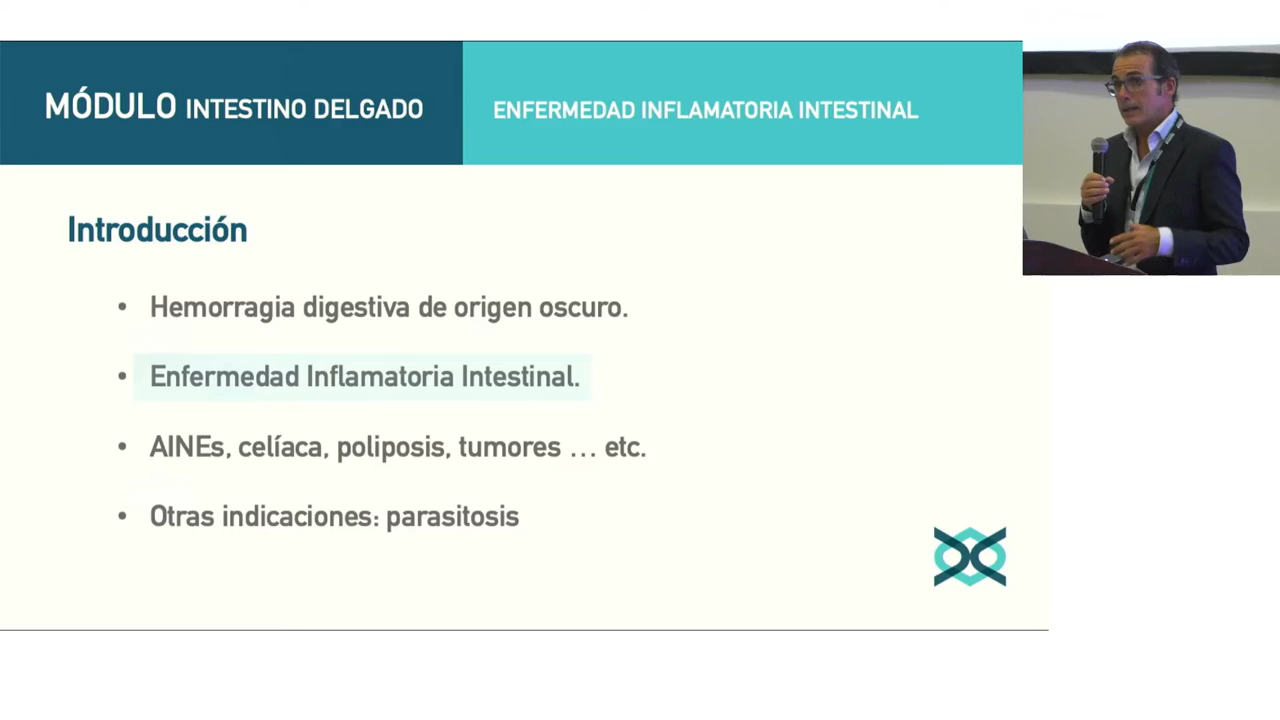 MÓDULO INTESTINO DELGADO
ENFERMEDAD INFLAMATORIA INTESTINAL
Introducción
• Hemorragia digestiva de origen oscuro.
• Enfermedad Inflamatoria Intestinal.
• AINEs, celíaca, poliposis, tumores … etc.
• Otras indicaciones: parasitosis